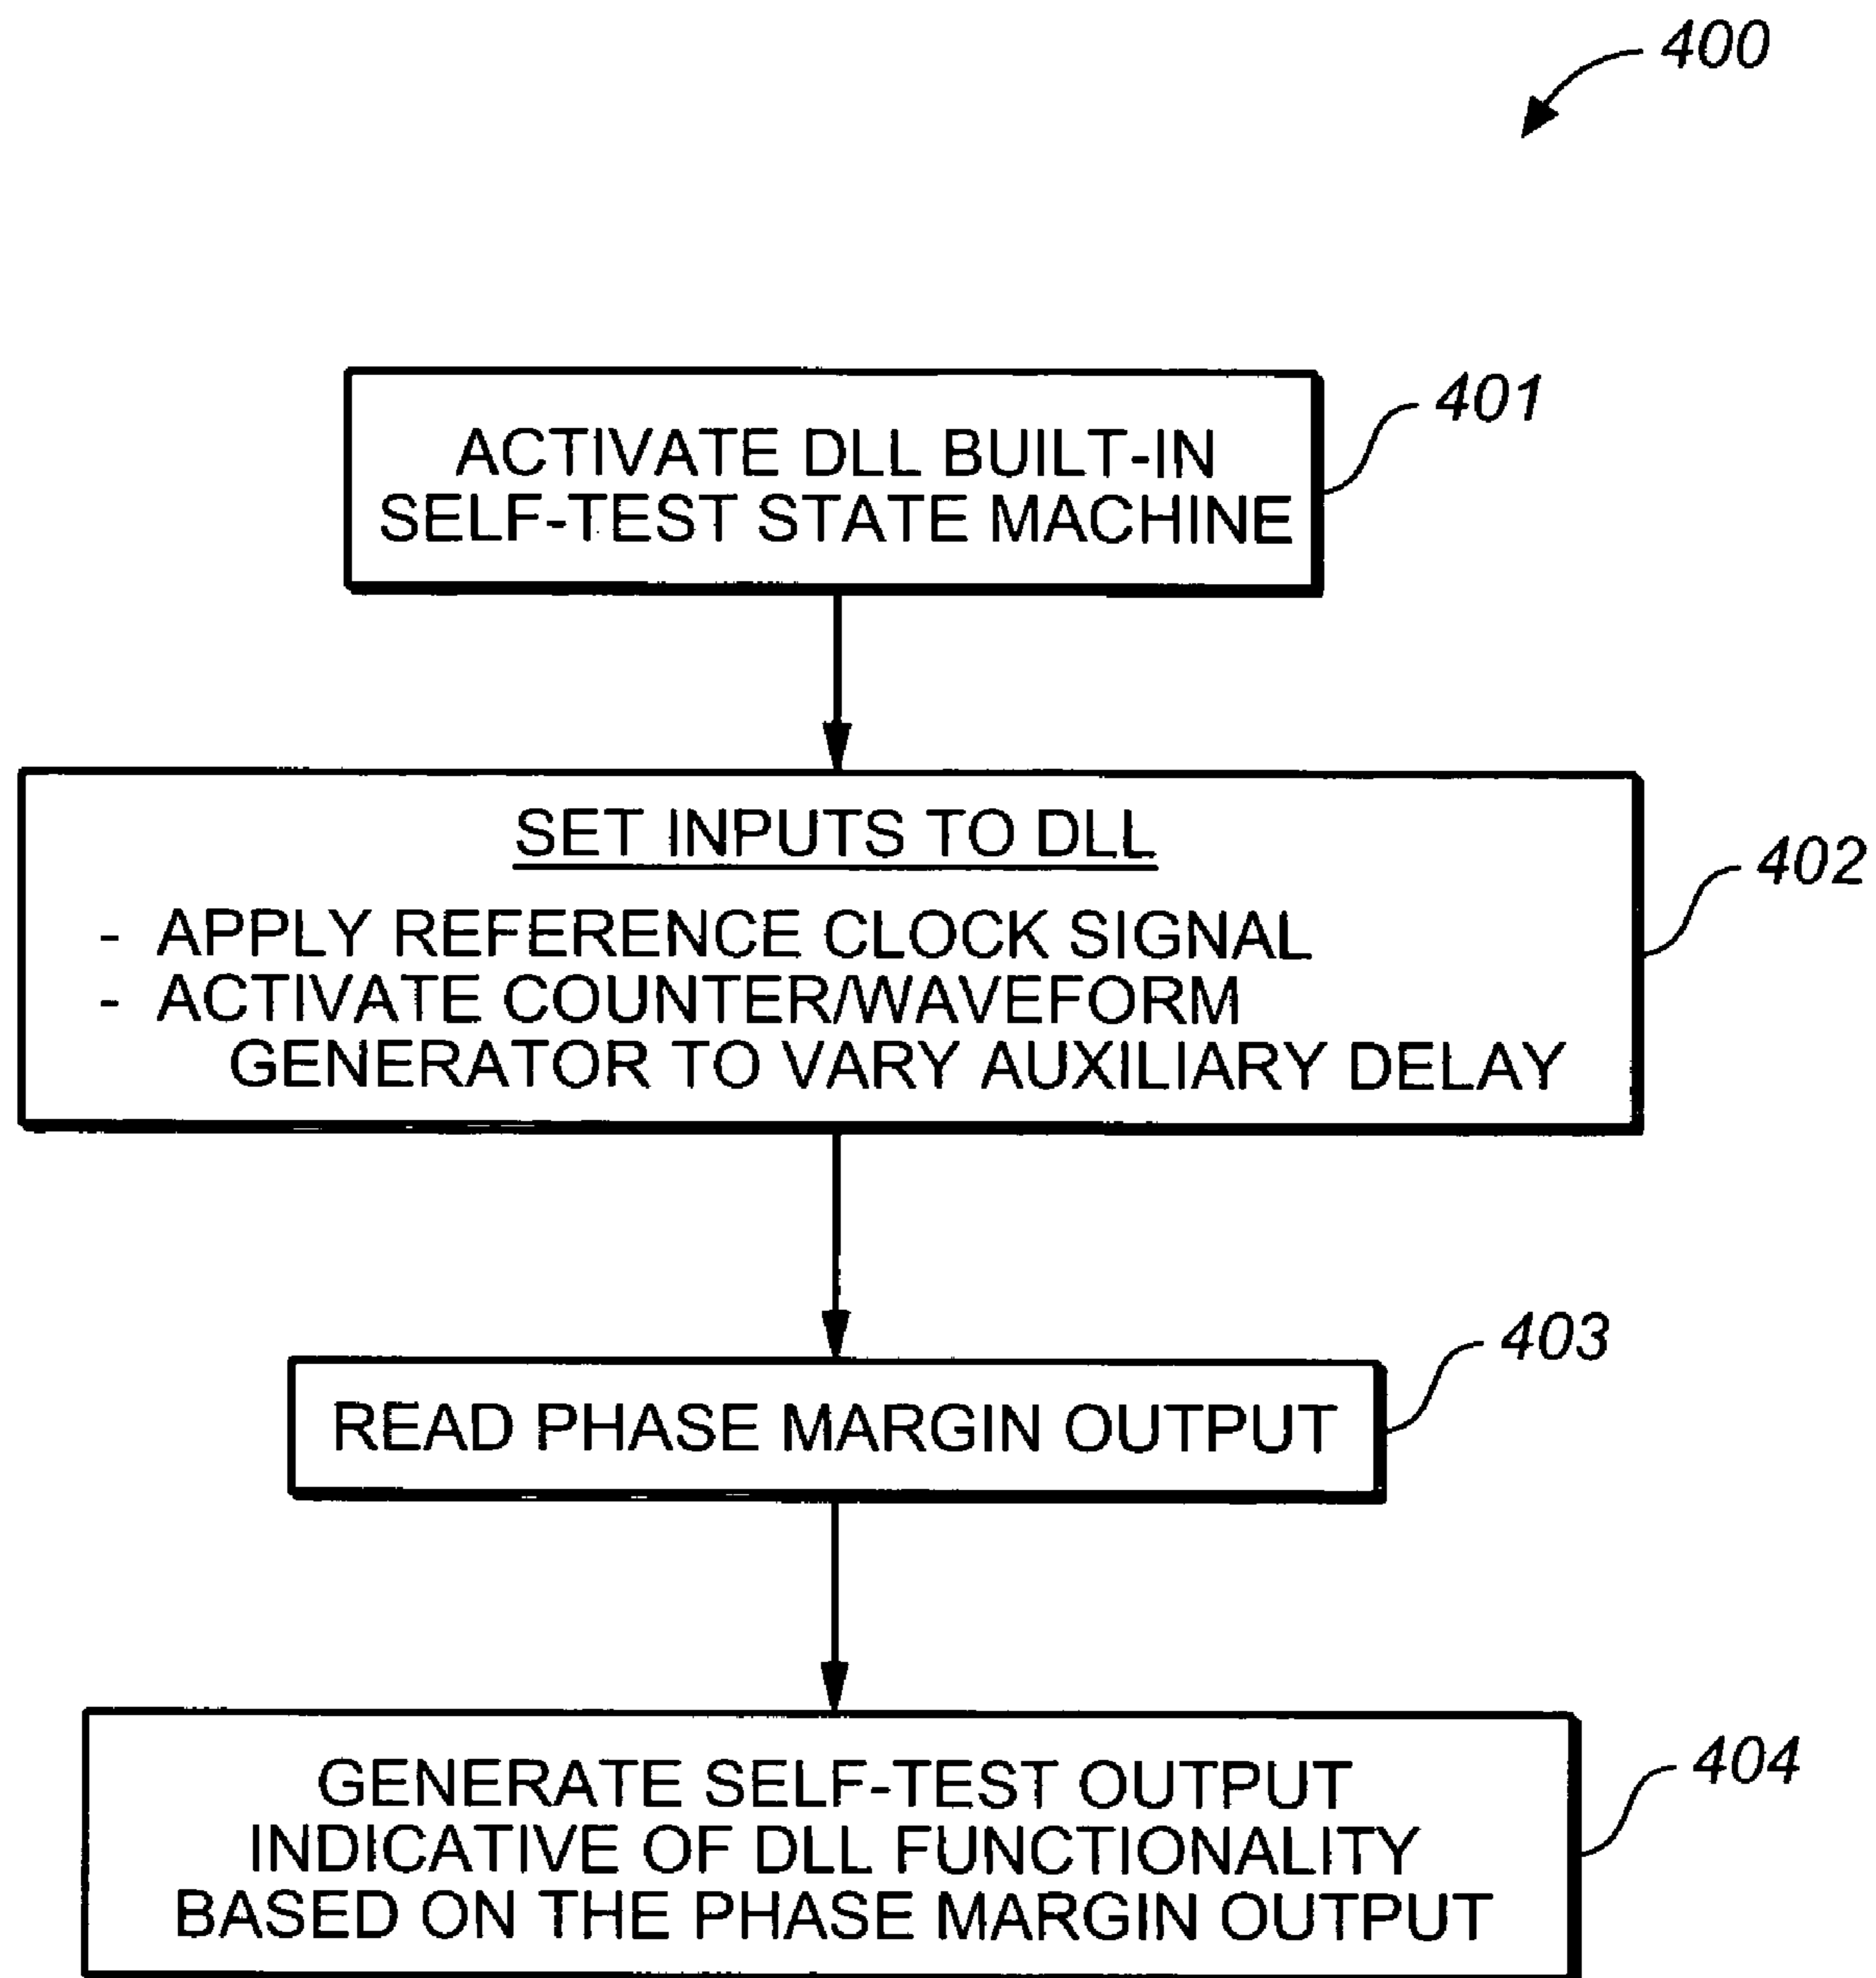 400
401
ACTIVATE DLL BUILT-IN
SELF-TEST STATE MACHINE
402
SET INPUTS TO DLL
- APPLY REFERENCE CLOCK SIGNAL
- ACTIVATE COUNTER/WAVEFORM
GENERATOR TO VARY AUXILIARY DELAY
403
READ PHASE MARGIN OUTPUT
404
GENERATE SELF-TEST OUTPUT
INDICATIVE OF DLL FUNCTIONALITY
BASED ON THE PHASE MARGIN OUTPUT